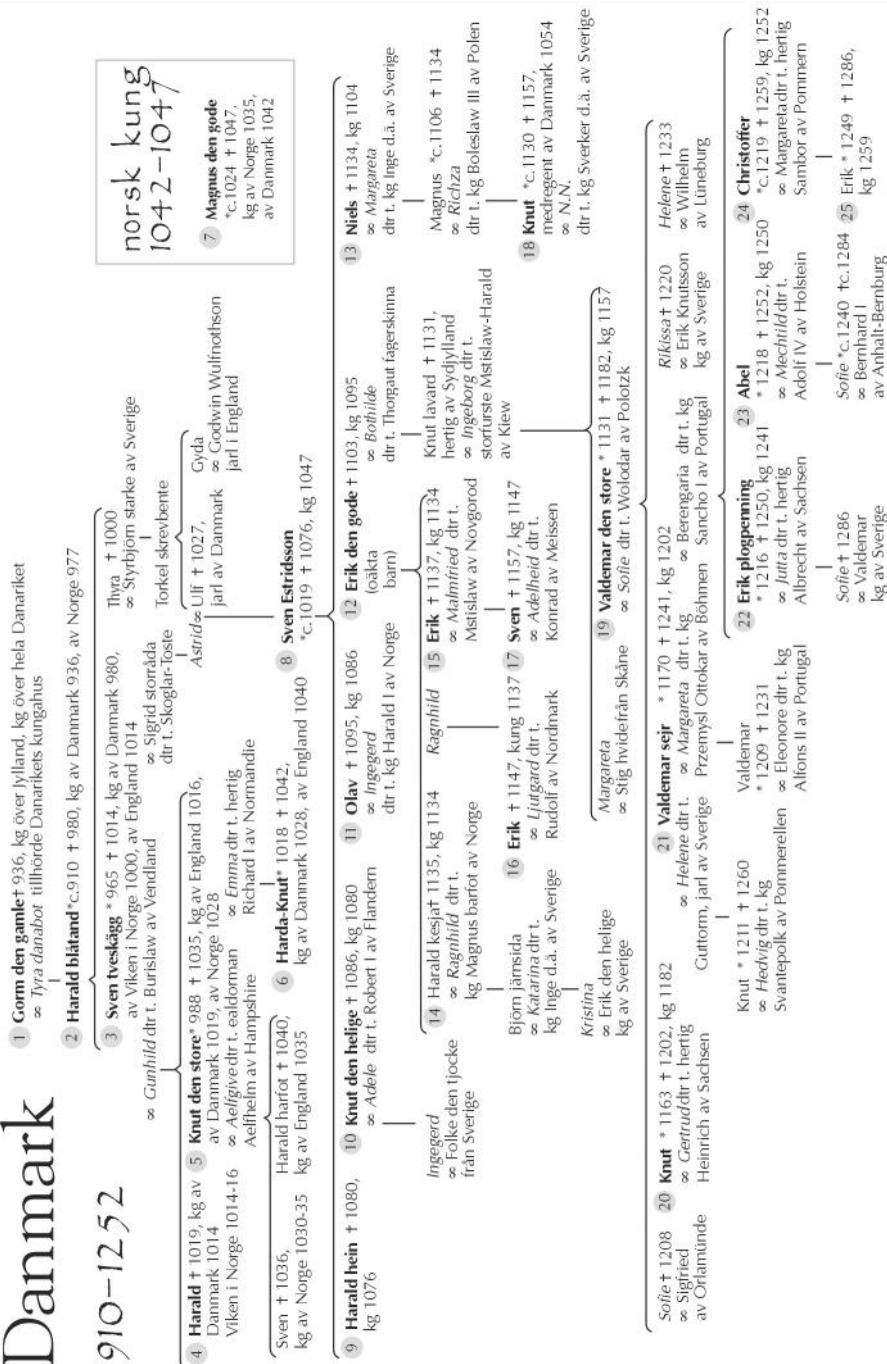 Danmark
910–1252
1 Gorm den gamle † 936, kg över Jylland, kg över hela Danariket
∞ Tyra danabot tillhörde Danarikets kungahus
2 Harald blåtand *c.910 † 980, kg av Danmark 936, av Norge 977
3 Sven tveskägg * 965 † 1014, kg av Danmark 980,
av Viken i Norge 1000, av England 1014
∞ Gunhild dtr t. Burislaw av Vendland
∞ Sigrid storråda
dtr t. Skoglar-Toste
Thyra † 1000
∞ Styrbjörn starke av Sverige
Torkel skrevbente
norsk kung
1042–1047
7 Magnus den gode
*c.1024 † 1047,
kg av Norge 1035,
av Danmark 1042
4 Harald † 1019, kg av
Danmark 1014
Viken i Norge 1014-16
5 Knut den store * 988 † 1035, kg av England 1016,
av Danmark 1019, av Norge 1028
∞ Aelfgive dtr t. ealdorman
Aelfhelm av Hampshire
∞ Emma dtr t. hertig
Richard I av Normandie
Astrid ∞ Ulf † 1027,
jarl av Danmark
Gyda
∞ Godwin Wulfnothson
jarl i England
Sven † 1036,
kg av Norge 1030-35
Harald harfot † 1040,
kg av England 1035
6 Harda-Knut * 1018 † 1042,
kg av Danmark 1028, av England 1040
8 Sven Estridsson
*c.1019 † 1076, kg 1047
9 Harald hein † 1080,
kg 1076
10 Knut den helige † 1086, kg 1080
∞ Adele dtr t. Robert I av Flandern
11 Olav † 1095, kg 1086
∞ Ingegerd
dtr t. kg Harald I av Norge
12 Erik den gode † 1103, kg 1095
(oäkta
barn)
∞ Bothilde
dtr t. Thorgaut fagerskinna
13 Niels † 1134, kg 1104
∞ Margareta
dtr t. kg Inge d.ä. av Sverige
Ingegerd
∞ Folke den tjocke
från Sverige
14 Harald kesja † 1135, kg 1134
∞ Ragnhild dtr t.
kg Magnus barfot av Norge
Ragnhild
15 Erik † 1137, kg 1134
∞ Malmfried dtr t.
Mstislaw av Novgorod
Knut lavard † 1131,
hertig av Sydjylland
∞ Ingeborg dtr t.
storfurste Mstislaw-Harald
av Kiew
Magnus *c.1106 † 1134
∞ Richza
dtr t. kg Boleslaw III av Polen
Björn järnsida
∞ Katarina dtr t.
kg Inge d.ä. av Sverige
16 Erik † 1147, kung 1137
∞ Ljutgard dtr t.
Rudolf av Nordmark
17 Sven † 1157, kg 1147
∞ Adelheid dtr t.
Konrad av Meissen
18 Knut *c.1130 † 1157,
medregent av Danmark 1054
∞ N.N.
dtr t. kg Sverker d.ä. av Sverige
Kristina
∞ Erik den helige
kg av Sverige
Margareta
∞ Stig hvide från Skåne
19 Valdemar den store * 1131 † 1182, kg 1157
∞ Sofie dtr t. Wolodar av Polotzk
Sofie † 1208
∞ Sigfried
av Orlamünde
20 Knut * 1163 † 1202, kg 1182
∞ Gertrud dtr t. hertig
Heinrich av Sachsen
21 Valdemar sejr * 1170 † 1241, kg 1202
∞ Helene dtr t.
Guttorm, jarl av Sverige
∞ Margareta dtr t. kg
Przemysl Ottokar av Böhmen
∞ Berengaria dtr t. kg
Sancho I av Portugal
Rikissa † 1220
∞ Erik Knutsson
kg av Sverige
Helene † 1233
∞ Wilhelm
av Lüneburg
Knut * 1211 † 1260
∞ Hedvig dtr t. kg
Svantepolk av Pommerellen
Valdemar
* 1209 † 1231
∞ Eleonore dtr t. kg
Alfons II av Portugal
22 Erik plogpenning
* 1216 † 1250, kg 1241
∞ Jutta dtr t. hertig
Albrecht av Sachsen
23 Abel
* 1218 † 1252, kg 1250
∞ Mechtild dtr t.
Adolf IV av Holstein
24 Christoffer
*c.1219 † 1259, kg 1252
∞ Margareta dtr t. hertig
Sambor av Pommern
Sofie † 1286
∞ Valdemar
kg av Sverige
Sofie *c.1240 †c.1284
∞ Bernhard I
av Anhalt-Bernburg
25 Erik * 1249 † 1286,
kg 1259